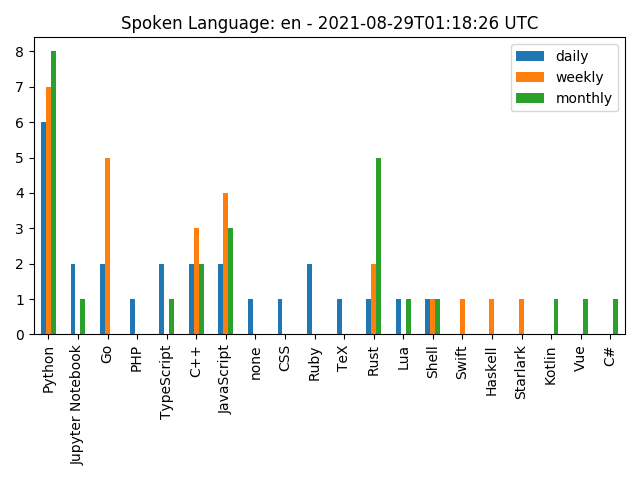 Spoken Language: en - 2021-08-29T01:18:26 UTC
daily
weekly
monthly
8
7
6
5
4
3
2
1
0
Python
Jupyter Notebook
Go
PHP
TypeScript
C++
JavaScript
none
CSS
Ruby
TeX
Rust
Lua
Shell
Swift
Haskell
Starlark
Kotlin
Vue
C#